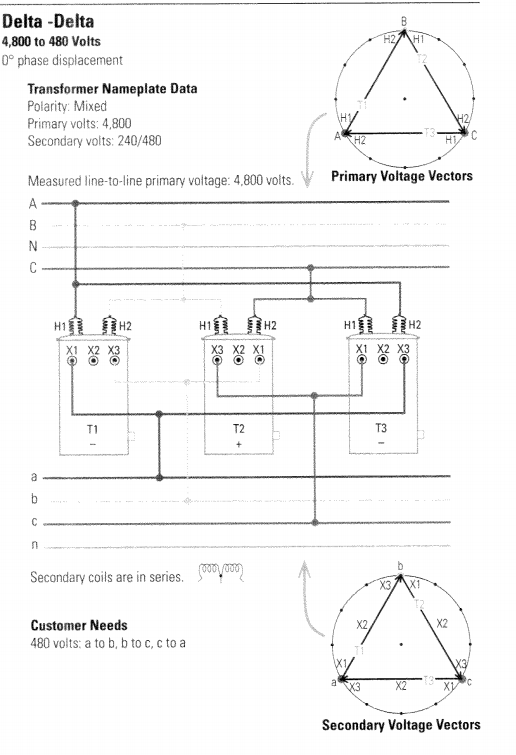 Delta -Delta
4,800 to 480 Volts
0° phase displacement
Transformer Nameplate Data
Polarity: Mixed
Primary volts: 4,800
Secondary volts: 240/480
Measured line-to-line primary voltage: 4,800 volts.
B
H2 H1
T2
T1
H1 H2
A H2 T3 H1 C
Primary Voltage Vectors
A
B
N
C
H1 H2 H1 H2 H1 H2
X1 X2 X3 X3 X2 X1 X1 X2 X3
T1 T2 T3
− + −
a
b
c
n
Secondary coils are in series.
Customer Needs
480 volts: a to b, b to c, c to a
b
X3 X1
T2
X2 X2
T1
X1 X3
a X3 X2 T3 X1 c
Secondary Voltage Vectors